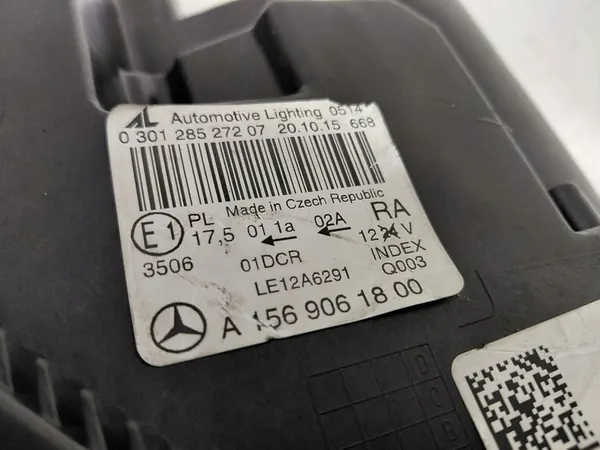 AL Automotive Lighting 0514
0 301 285 272 07 20.10.15 668
Made in Czech Republic
E1 PL 17,5 01 1a 02A RA
3506 01DCR 12 24 V
LE12A6291 INDEX Q003
A 156 906 18 00
D
C
B